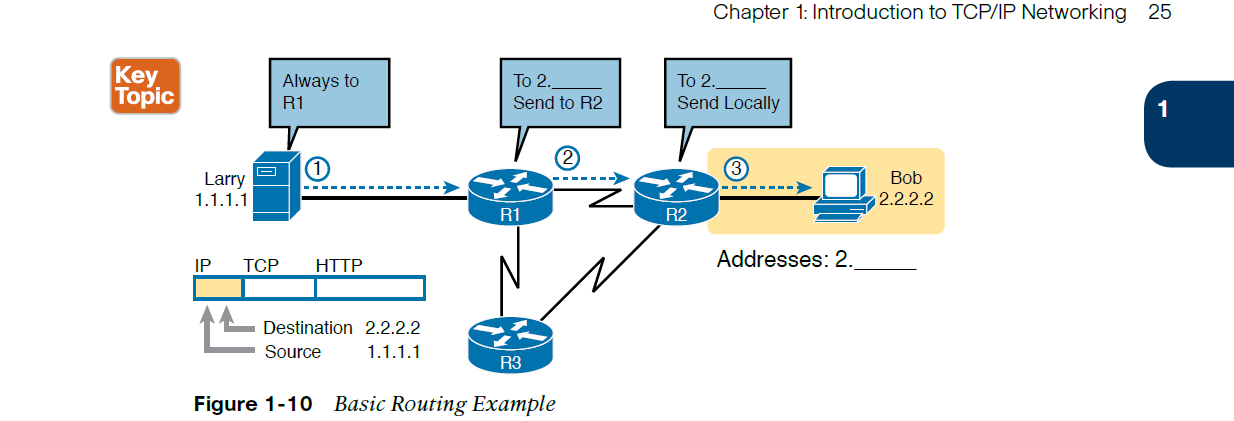 Chapter 1: Introduction to TCP/IP Networking 25
Key
Topic
1
Always to
R1
To 2._____
Send to R2
To 2._____
Send Locally
1
2
3
Larry
1.1.1.1
R1
R2
Bob
2.2.2.2
Addresses: 2.______
IP TCP HTTP
Destination 2.2.2.2
Source 1.1.1.1
R3
Figure 1-10 Basic Routing Example